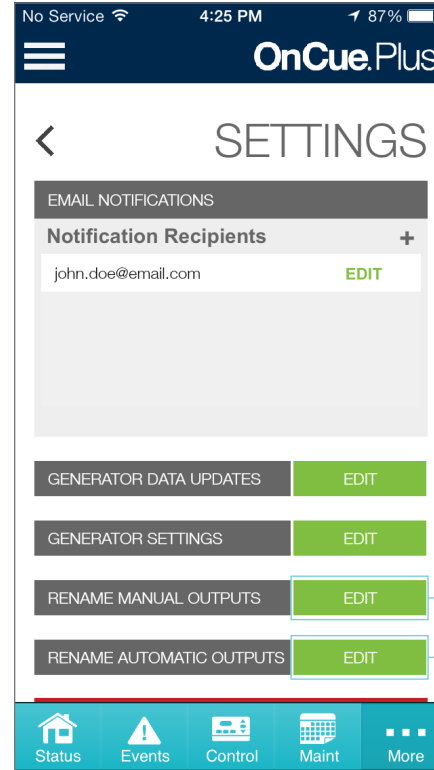 No Service 4:25 PM 87%
OnCue.Plus
SETTINGS
EMAIL NOTIFICATIONS
Notification Recipients +
john.doe@email.com EDIT
GENERATOR DATA UPDATES EDIT
GENERATOR SETTINGS EDIT
RENAME MANUAL OUTPUTS EDIT
RENAME AUTOMATIC OUTPUTS EDIT
Status Events Control Maint More